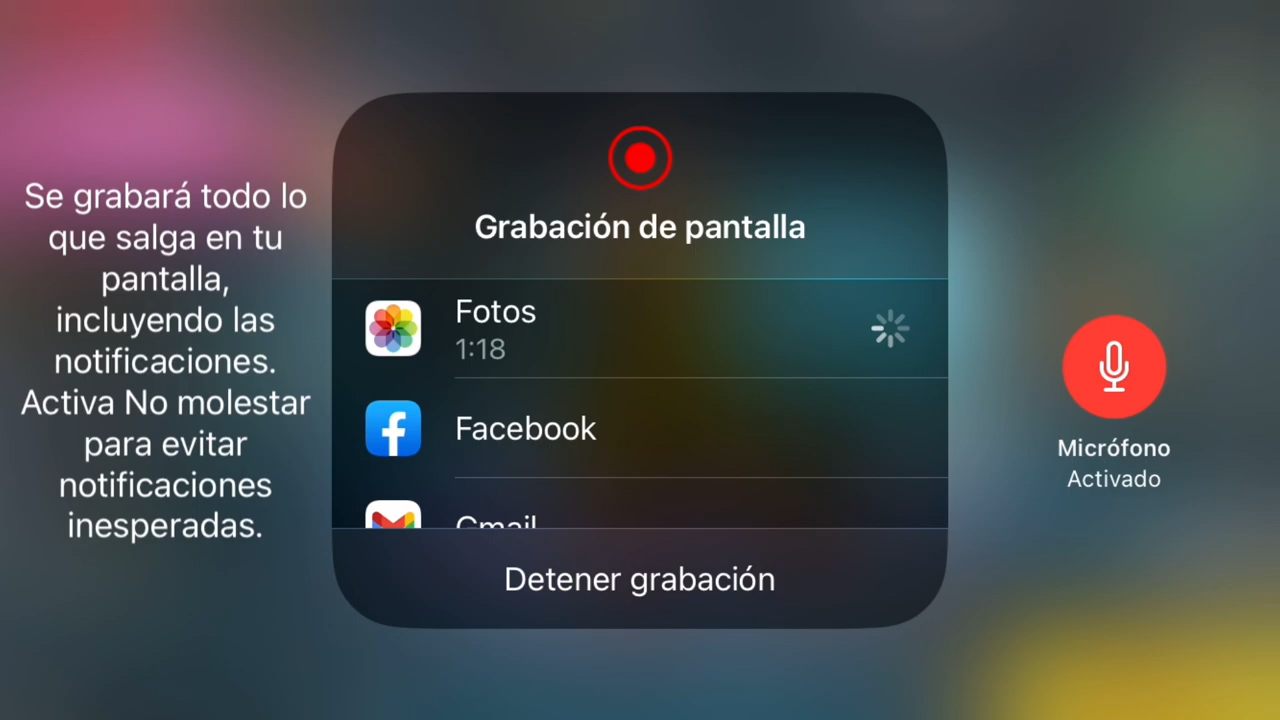 Se grabará todo lo
que salga en tu
pantalla,
incluyendo las
notificaciones.
Activa No molestar
para evitar
notificaciones
inesperadas.
Grabación de pantalla
Fotos
1:18
Facebook
Gmail
Detener grabación
Micrófono
Activado